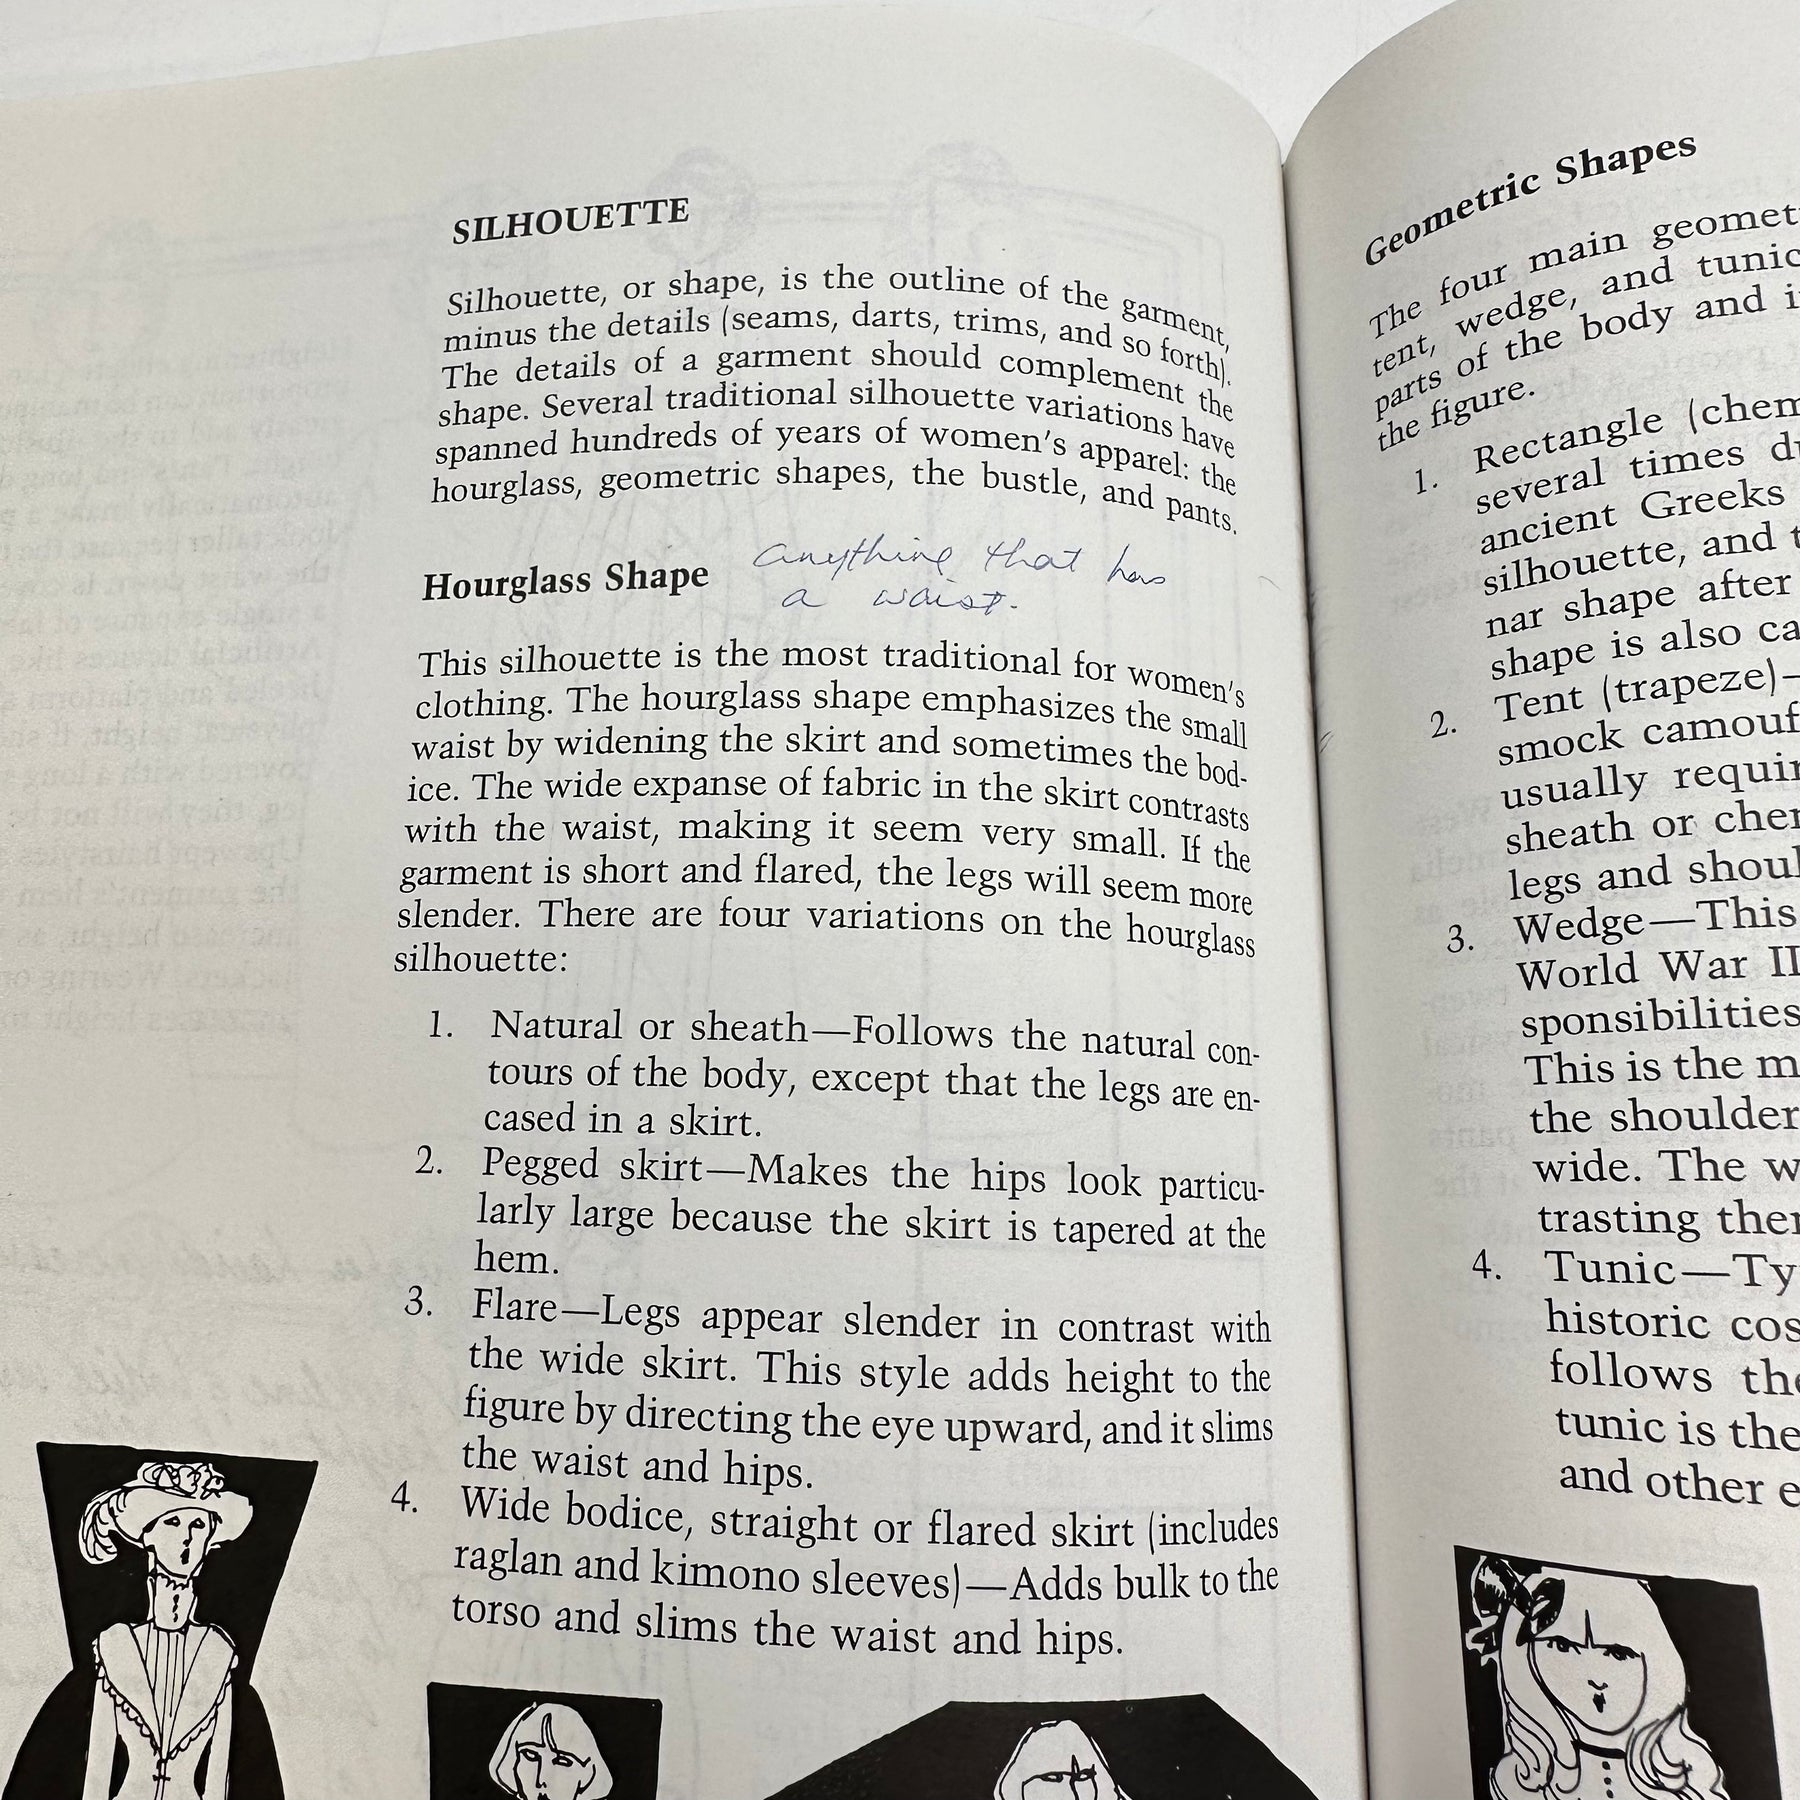 SILHOUETTE
Silhouette, or shape, is the outline of the garment,
minus the details (seams, darts, trims, and so forth).
The details of a garment should complement the
shape. Several traditional silhouette variations have
spanned hundreds of years of women's apparel: the
hourglass, geometric shapes, the bustle, and pants.
Hourglass Shape
anything that has
a waist.
This silhouette is the most traditional for women's
clothing. The hourglass shape emphasizes the small
waist by widening the skirt and sometimes the bod-
ice. The wide expanse of fabric in the skirt contrasts
with the waist, making it seem very small. If the
garment is short and flared, the legs will seem more
slender. There are four variations on the hourglass
silhouette:
1. Natural or sheath—Follows the natural con-
tours of the body, except that the legs are en-
cased in a skirt.
2. Pegged skirt—Makes the hips look particu-
larly large because the skirt is tapered at the
hem.
3. Flare—Legs appear slender in contrast with
the wide skirt. This style adds height to the
figure by directing the eye upward, and it slims
the waist and hips.
4. Wide bodice, straight or flared skirt (includes
raglan and kimono sleeves)—Adds bulk to the
torso and slims the waist and hips.
Geometric Shapes
The four main geomet
tent, wedge, and tunic
parts of the body and i
the figure.
1. Rectangle (chem
several times d
ancient Greeks
silhouette, and t
nar shape after
shape is also ca
2. Tent (trapeze)—
smock camouf
usually requir
sheath or cher
legs and shoul
3. Wedge—This
World War II
sponsibilities
This is the m
the shoulder
wide. The w
trasting ther
4. Tunic—Ty
historic cos
follows the
tunic is the
and other e